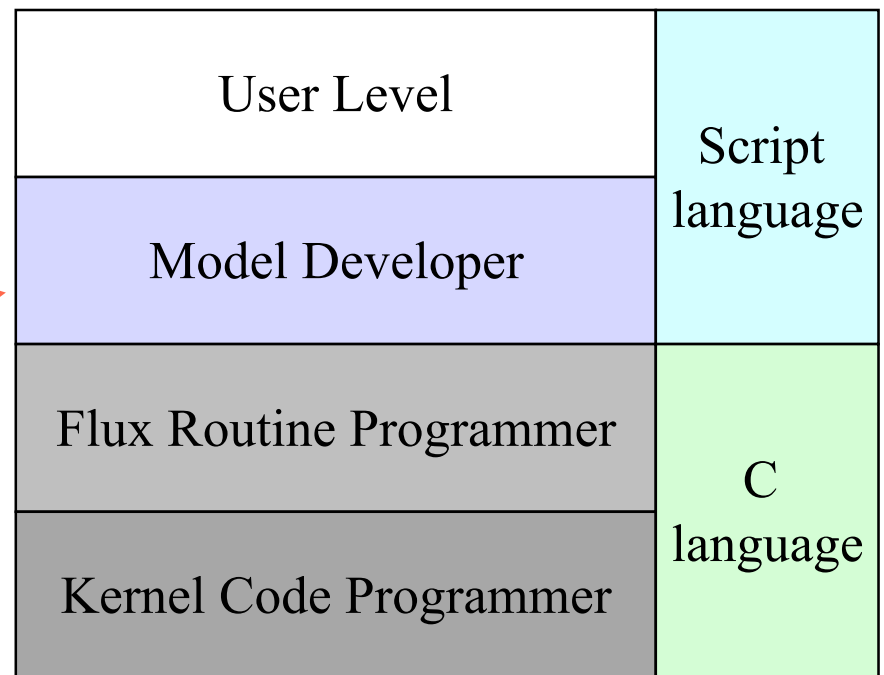 User Level
Script
language
Model Developer
Flux Routine Programmer
C
language
Kernel Code Programmer